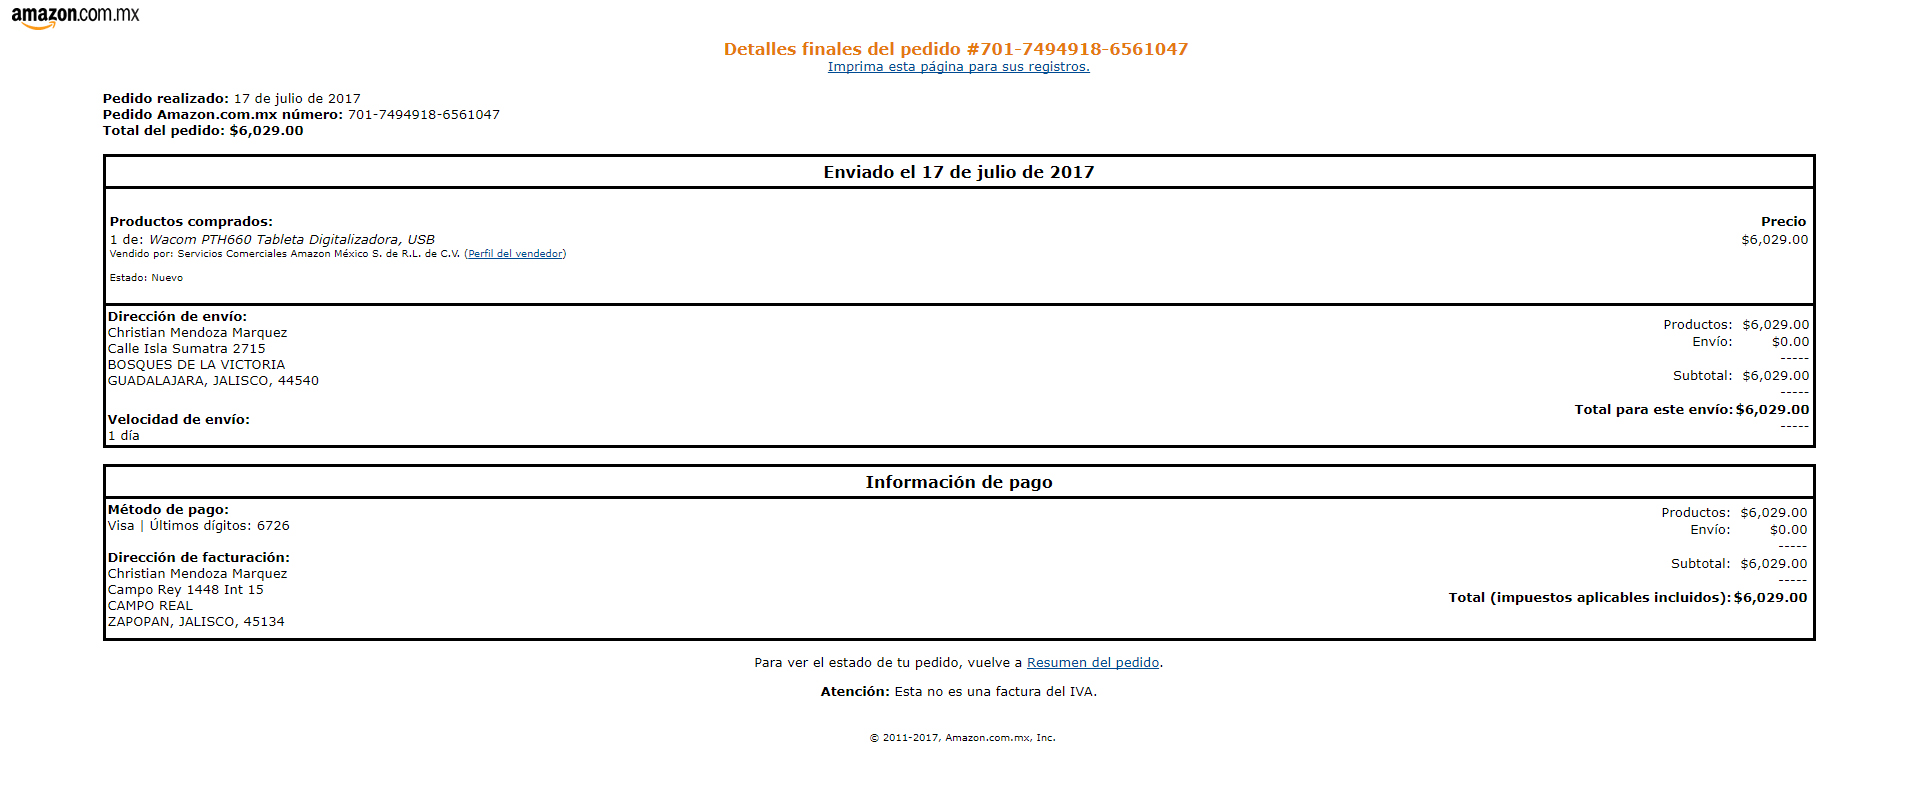 amazon.com.mx
Detalles finales del pedido #701-7494918-6561047
Imprima esta página para sus registros.
Pedido realizado: 17 de julio de 2017
Pedido Amazon.com.mx número: 701-7494918-6561047
Total del pedido: $6,029.00
Enviado el 17 de julio de 2017
Productos comprados: Precio
1 de: Wacom PTH660 Tableta Digitalizadora, USB $6,029.00
Vendido por: Servicios Comerciales Amazon México S. de R.L. de C.V. (Perfil del vendedor)
Estado: Nuevo
Dirección de envío:
Christian Mendoza Marquez
Calle Isla Sumatra 2715
BOSQUES DE LA VICTORIA
GUADALAJARA, JALISCO, 44540
Velocidad de envío:
1 día
Productos: $6,029.00
Envío: $0.00
-----
Subtotal: $6,029.00
-----
Total para este envío: $6,029.00
-----
Información de pago
Método de pago:
Visa | Últimos dígitos: 6726
Dirección de facturación:
Christian Mendoza Marquez
Campo Rey 1448 Int 15
CAMPO REAL
ZAPOPAN, JALISCO, 45134
Productos: $6,029.00
Envío: $0.00
-----
Subtotal: $6,029.00
-----
Total (impuestos aplicables incluidos): $6,029.00
Para ver el estado de tu pedido, vuelve a Resumen del pedido.
Atención: Esta no es una factura del IVA.
© 2011-2017, Amazon.com.mx, Inc.